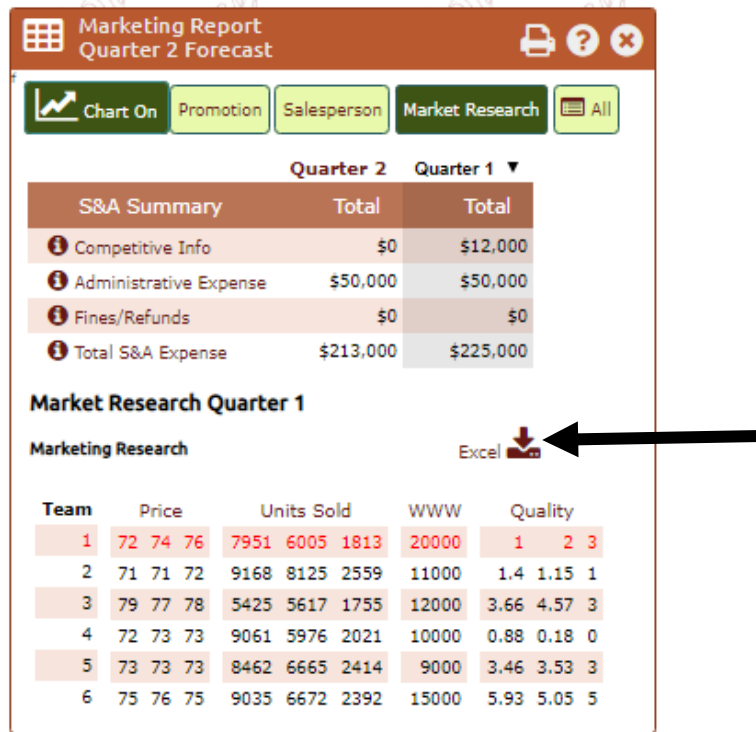 Marketing Report
Quarter 2 Forecast
f
Chart On Promotion Salesperson Market Research All
Quarter 2 Quarter 1 ▼
S&A Summary Total Total
Competitive Info $0 $12,000
Administrative Expense $50,000 $50,000
Fines/Refunds $0 $0
Total S&A Expense $213,000 $225,000
Market Research Quarter 1
Marketing Research Excel
Team Price Units Sold WWW Quality
1 72 74 76 7951 6005 1813 20000 1 2 3
2 71 71 72 9168 8125 2559 11000 1.4 1.15 1
3 79 77 78 5425 5617 1755 12000 3.66 4.57 3
4 72 73 73 9061 5976 2021 10000 0.88 0.18 0
5 73 73 73 8462 6665 2414 9000 3.46 3.53 3
6 75 76 75 9035 6672 2392 15000 5.93 5.05 5